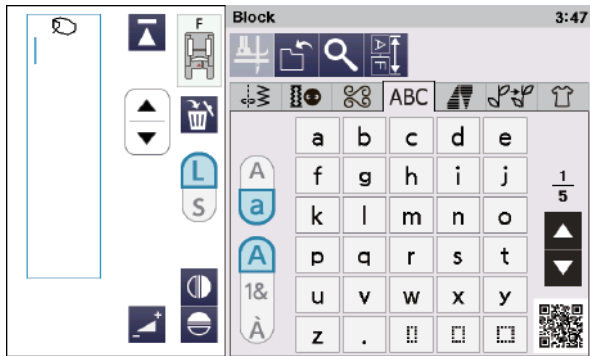 F
L
S
Block 3:47
ABC
A
a
A
1&
À
a b c d e
f g h i j
k l m n o
p q r s t
u v w x y
z .
1
5